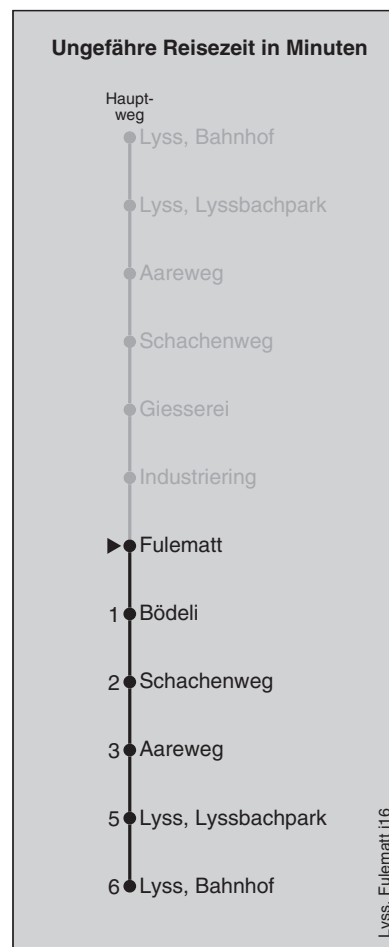 Ungefähre Reisezeit in Minuten
Haupt-
weg
Lyss, Bahnhof
Lyss, Lyssbachpark
Aareweg
Schachenweg
Giesserei
Industriering
Fulematt
1 Bödeli
2 Schachenweg
3 Aareweg
5 Lyss, Lyssbachpark
6 Lyss, Bahnhof
Lyss, Fulematt j16